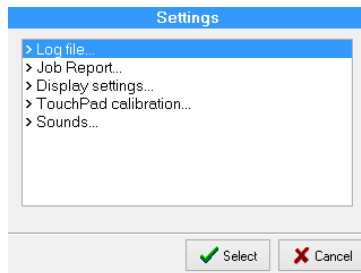 Settings
> Log file...
> Job Report...
> Display settings...
> TouchPad calibration...
> Sounds...
Select
Cancel